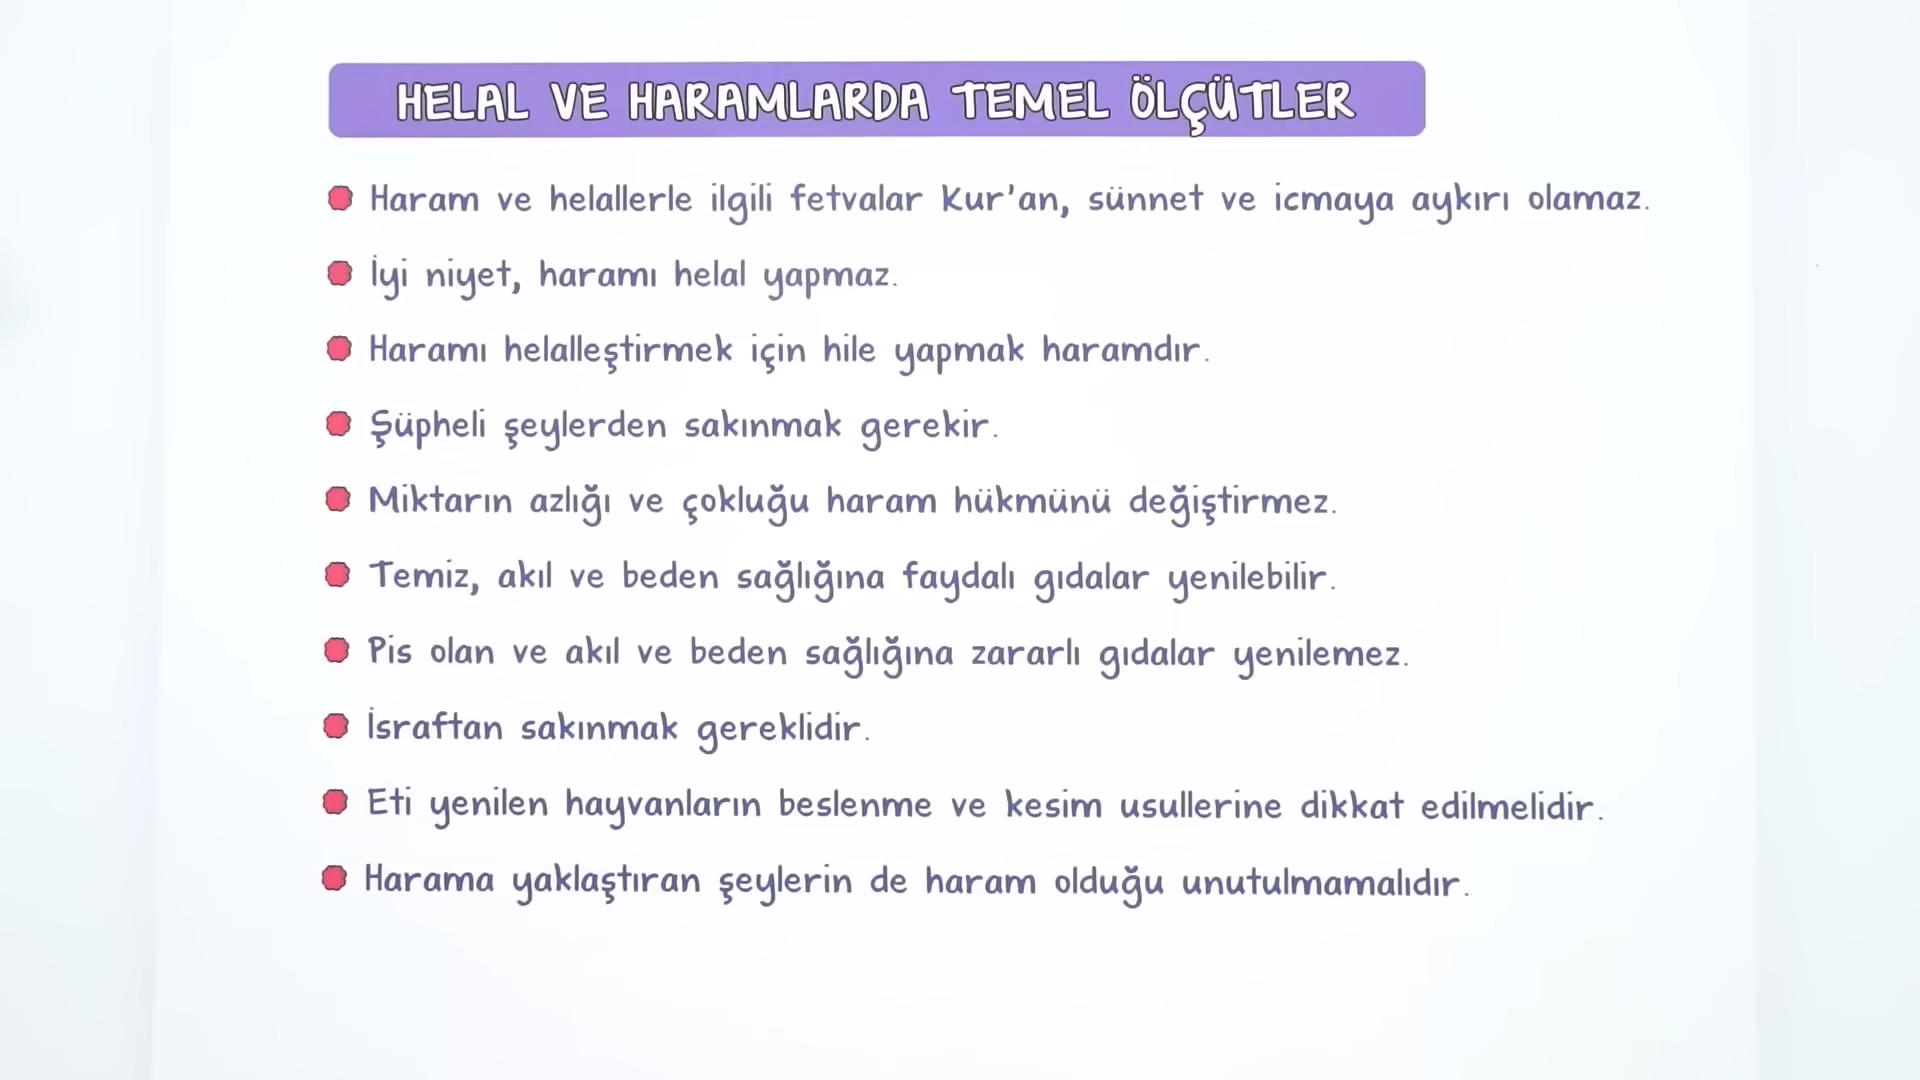 HELAL VE HARAMLARDA TEMEL ÖLÇÜTLER
Haram ve helallerle ilgili fetvalar Kur'an, sünnet ve icmaya aykırı olamaz.
İyi niyet, haramı helal yapmaz.
Haramı helalleştirmek için hile yapmak haramdır.
Şüpheli şeylerden sakınmak gerekir.
Miktarın azlığı ve çokluğu haram hükmünü değiştirmez.
Temiz, akıl ve beden sağlığına faydalı gıdalar yenilebilir.
Pis olan ve akıl ve beden sağlığına zararlı gıdalar yenilemez.
İsraftan sakınmak gereklidir.
Eti yenilen hayvanların beslenme ve kesim usullerine dikkat edilmelidir.
Harama yaklaştıran şeylerin de haram olduğu unutulmamalıdır.